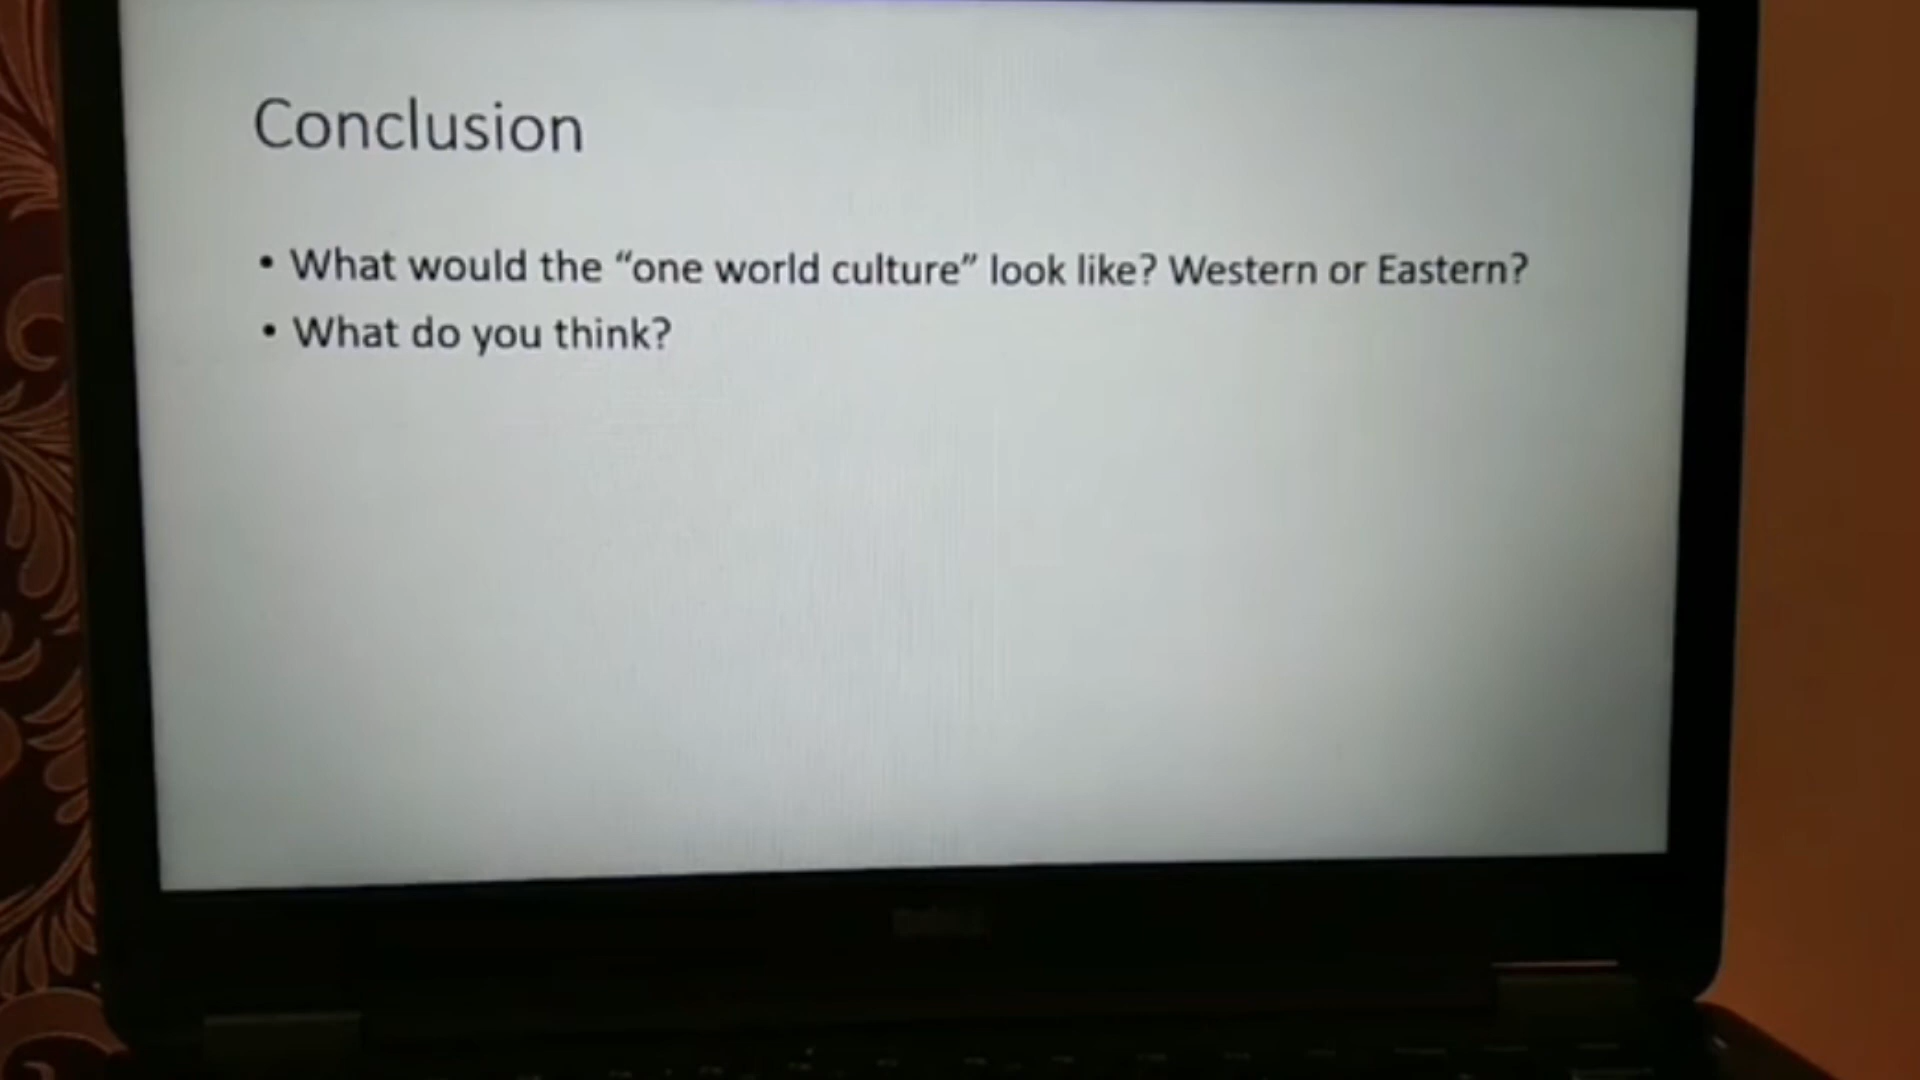 Conclusion
• What would the “one world culture” look like? Western or Eastern?
• What do you think?